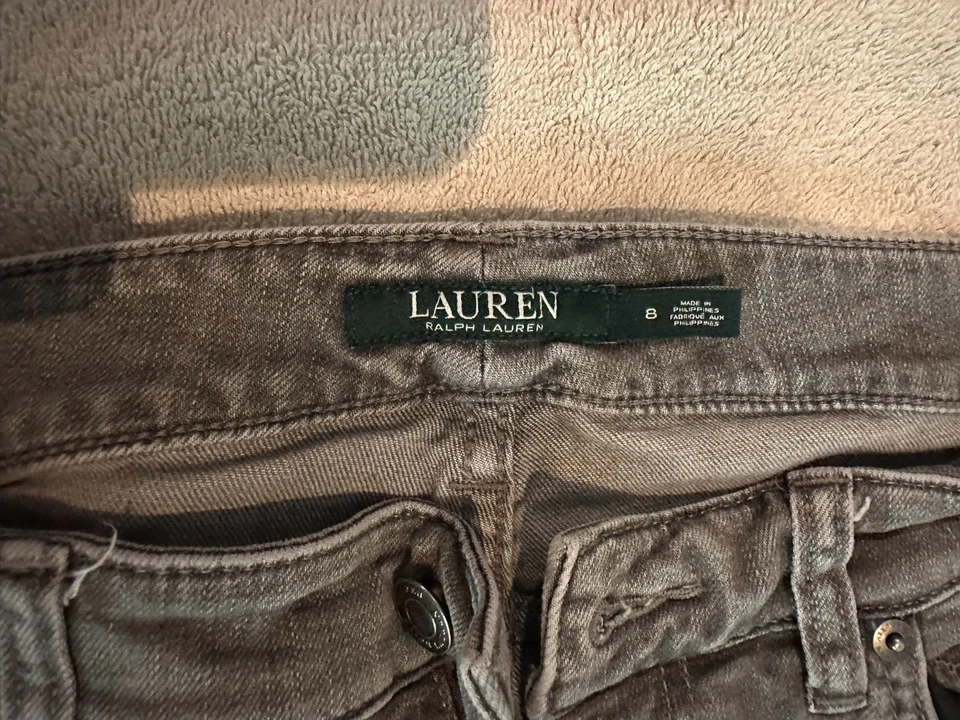 LAUREN
RALPH LAUREN
8
MADE IN
PHILIPPINES
FABRIQUÉ AUX
PHILIPPINES